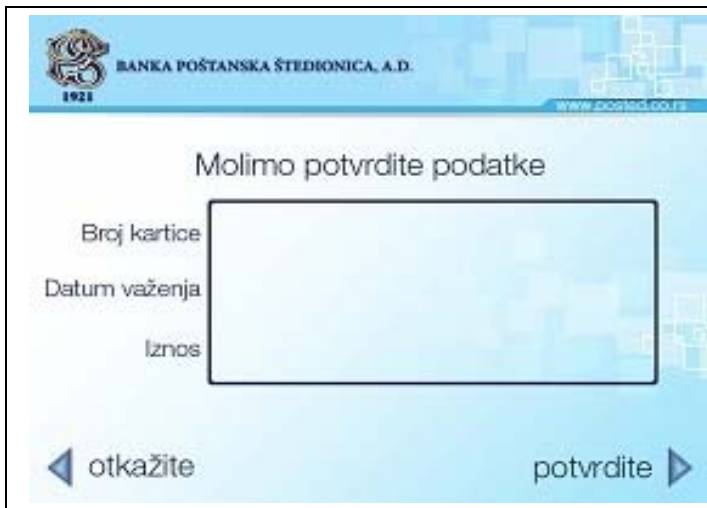 BANKA POŠTANSKA ŠTEDIONICA, A.D.
1921
www.posted.co.rs
Molimo potvrdite podatke
Broj kartice
Datum važenja
Iznos
otkažite
potvrdite